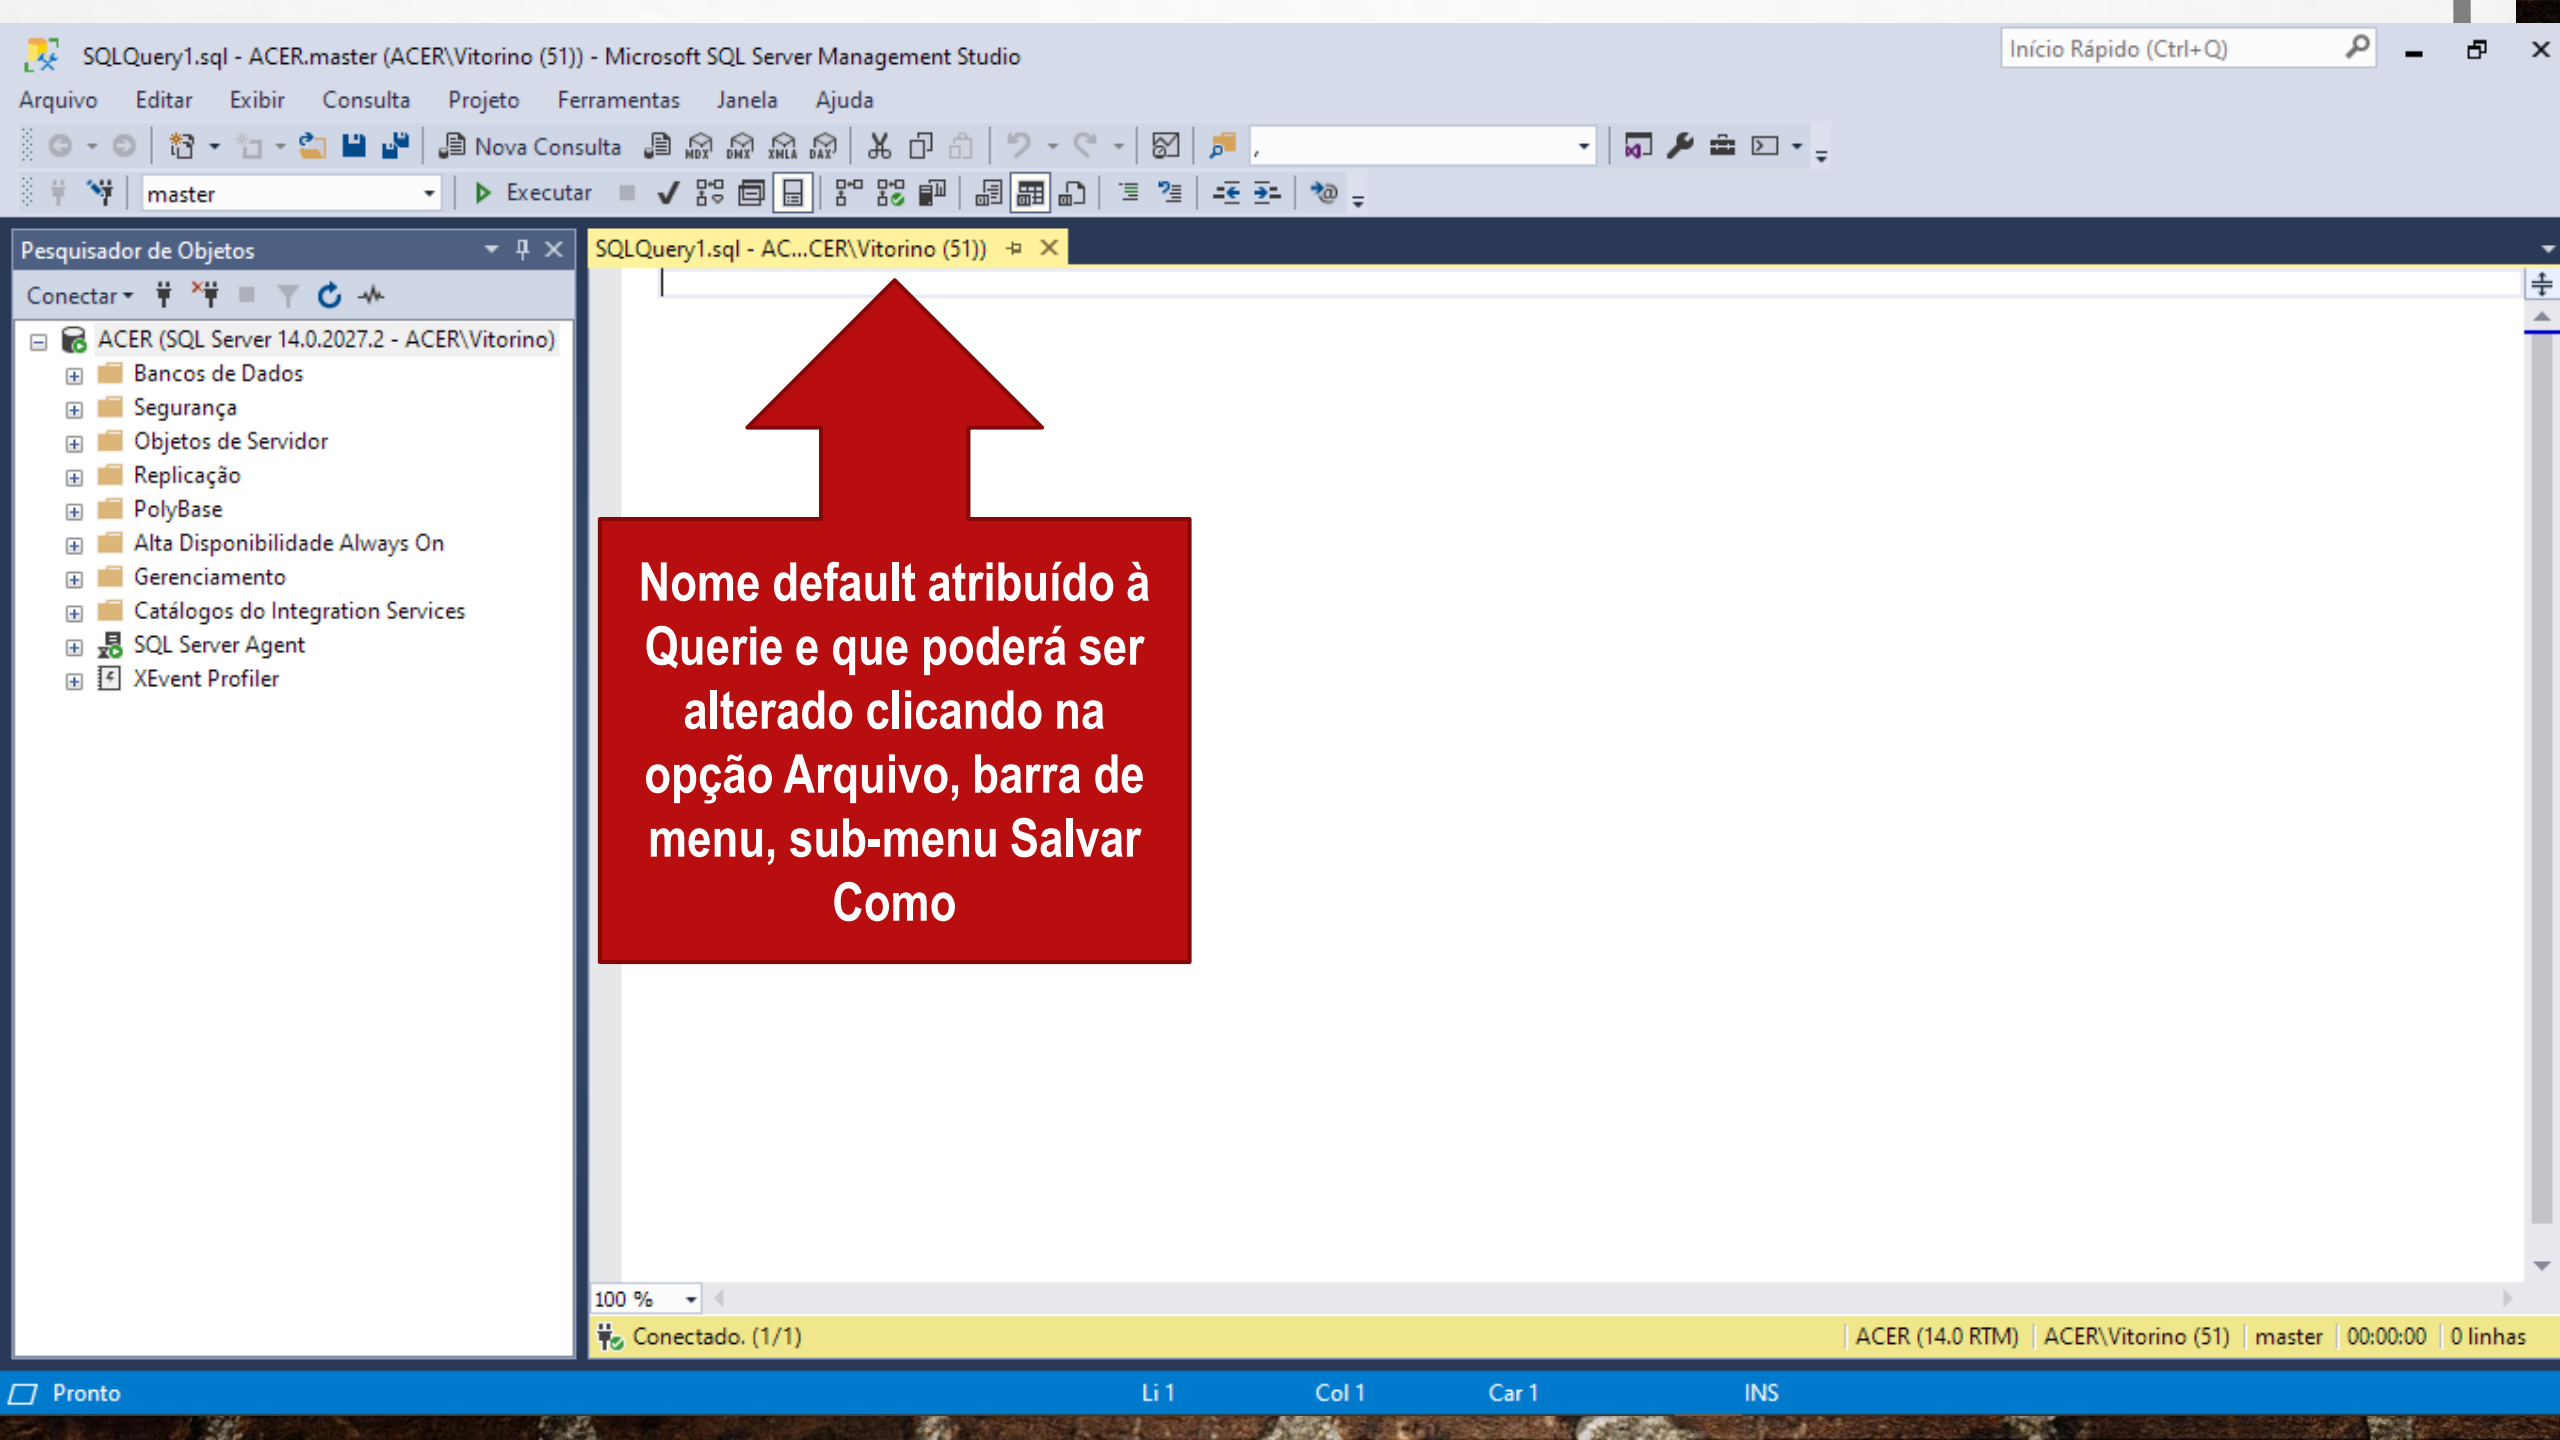 SQLQuery1.sql - ACER.master (ACER\Vitorino (51)) - Microsoft SQL Server Management Studio
Início Rápido (Ctrl+Q)
Arquivo Editar Exibir Consulta Projeto Ferramentas Janela Ajuda
Nova Consulta MDX DMX XMLA DAX ,
master Executar
Pesquisador de Objetos
SQLQuery1.sql - AC...CER\Vitorino (51))
Conectar
ACER (SQL Server 14.0.2027.2 - ACER\Vitorino)
Bancos de Dados
Segurança
Objetos de Servidor
Replicação
PolyBase
Alta Disponibilidade Always On
Gerenciamento
Catálogos do Integration Services
SQL Server Agent
XEvent Profiler
Nome default atribuído à
Querie e que poderá ser
alterado clicando na
opção Arquivo, barra de
menu, sub-menu Salvar
Como
100 %
Conectado. (1/1)
ACER (14.0 RTM) ACER\Vitorino (51) master 00:00:00 0 linhas
Pronto Li 1 Col 1 Car 1 INS